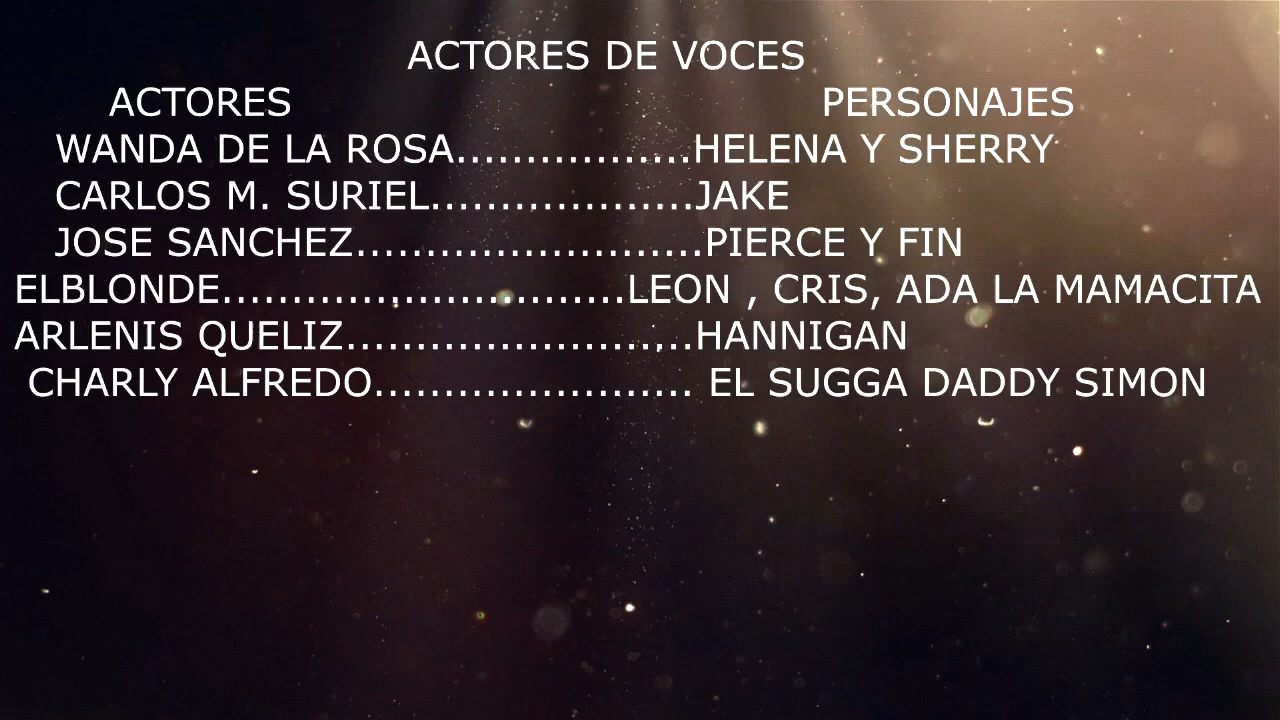 ACTORES DE VOCES
ACTORES PERSONAJES
WANDA DE LA ROSA.................HELENA Y SHERRY
CARLOS M. SURIEL...................JAKE
JOSE SANCHEZ.........................PIERCE Y FIN
ELBLONDE.............................LEON , CRIS, ADA LA MAMACITA
ARLENIS QUELIZ.........................HANNIGAN
CHARLY ALFREDO....................... EL SUGGA DADDY SIMON